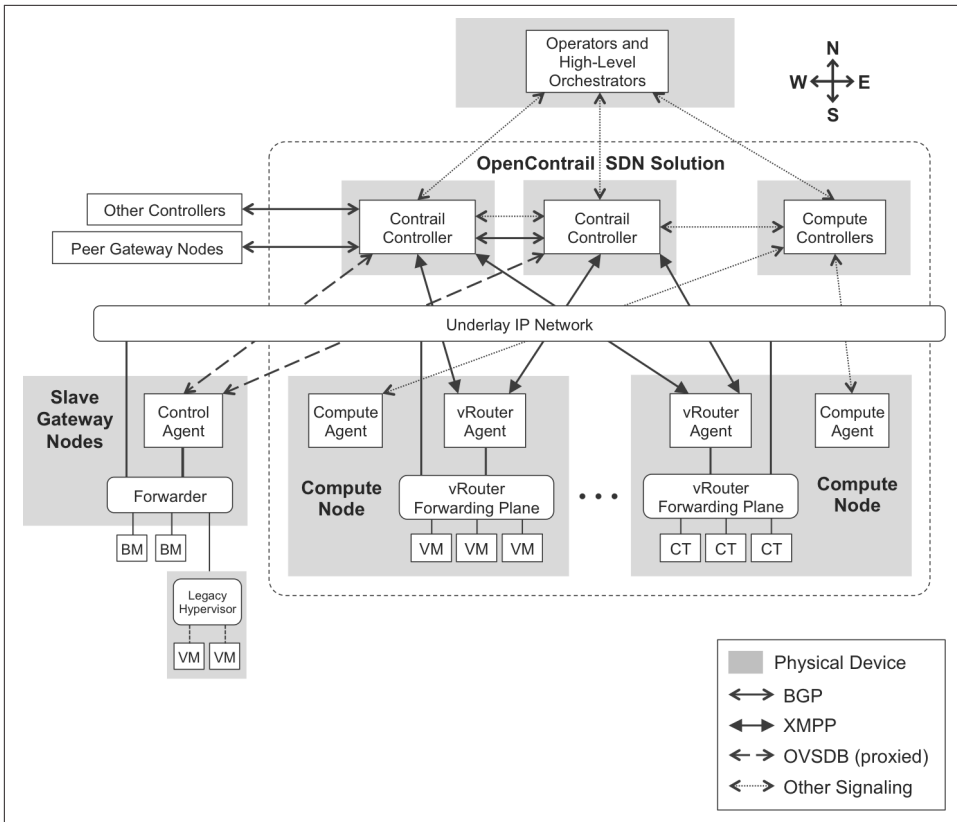 Operators and
High-Level
Orchestrators
N
W
E
S
OpenContrail SDN Solution
Other Controllers
Peer Gateway Nodes
Contrail
Controller
Contrail
Controller
Compute
Controllers
Underlay IP Network
Slave
Gateway
Nodes
Control
Agent
Forwarder
BM
BM
Legacy
Hypervisor
VM
VM
Compute
Agent
vRouter
Agent
Compute
Node
vRouter
Forwarding Plane
VM
VM
VM
vRouter
Agent
Compute
Agent
vRouter
Forwarding Plane
Compute
Node
CT
CT
CT
Physical Device
BGP
XMPP
OVSDB (proxied)
Other Signaling